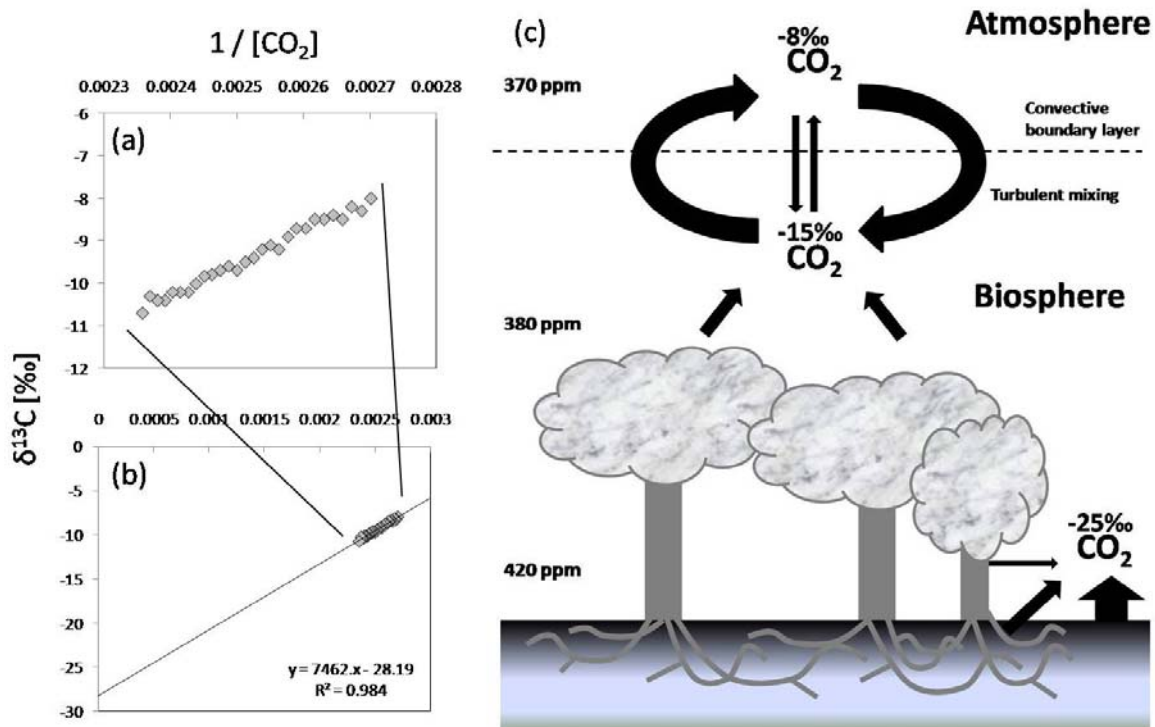 1 / [CO₂]
0.0023 0.0024 0.0025 0.0026 0.0027 0.0028
-6
(a)
-7
-8
-9
-10
-11
-12
δ¹³C [‰]
0 0.0005 0.001 0.0015 0.002 0.0025 0.003
0
(b)
-5
-10
-15
-20
-25
-30
y = 7462.x - 28.19
R² = 0.984
(c)
Atmosphere
-8‰
CO₂
370 ppm
Convective
boundary layer
Turbulent mixing
-15‰
CO₂
Biosphere
380 ppm
-25‰
CO₂
420 ppm